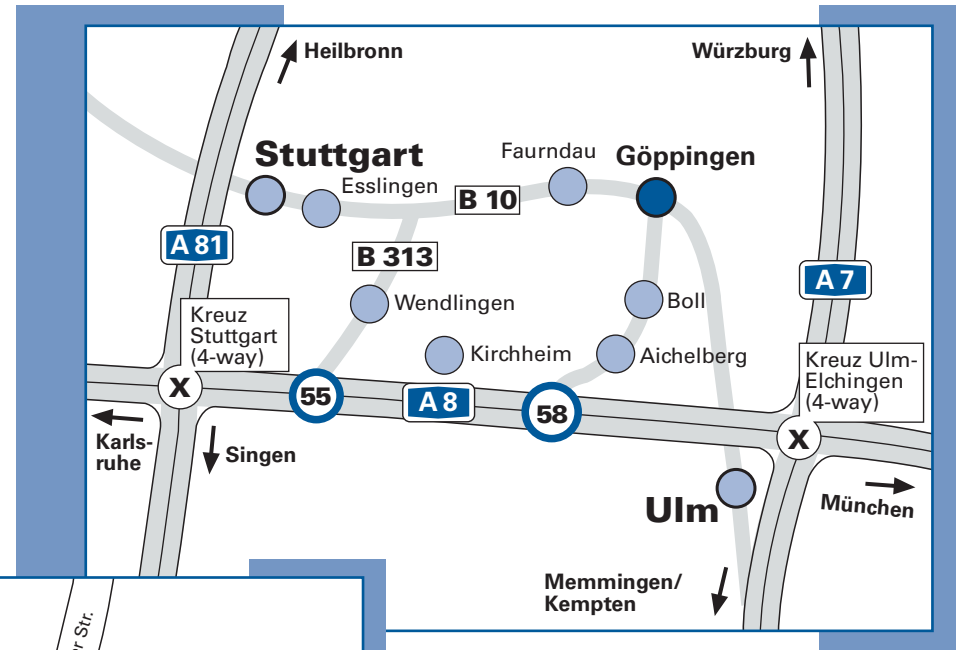 Heilbronn
Würzburg
Stuttgart
Faurndau
Göppingen
Esslingen
B 10
A 81
B 313
A 7
Wendlingen
Boll
Kreuz
Stuttgart
(4-way)
Kirchheim
Aichelberg
Kreuz Ulm-
Elchingen
(4-way)
X
55
A 8
58
X
Karls-
ruhe
Singen
Ulm
München
Memmingen/
Kempten
Str.